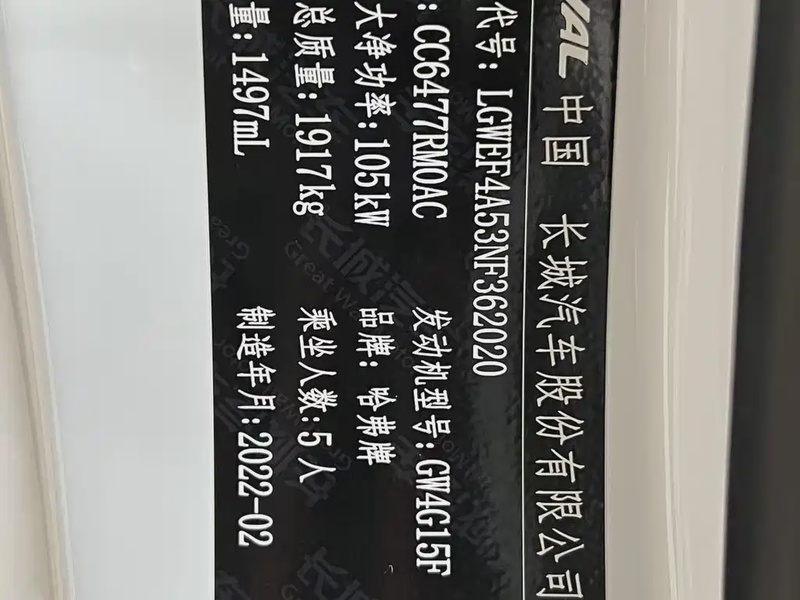 VAL 中国 长城汽车股份有限公司
代号: LGWEF4A53NF362020
: CC6477RM0AC 发动机型号: GW4G15F
大净功率: 105kW 品牌: 哈弗牌
总质量: 1917kg 乘坐人数: 5人
量: 1497mL 制造年月: 2022-02